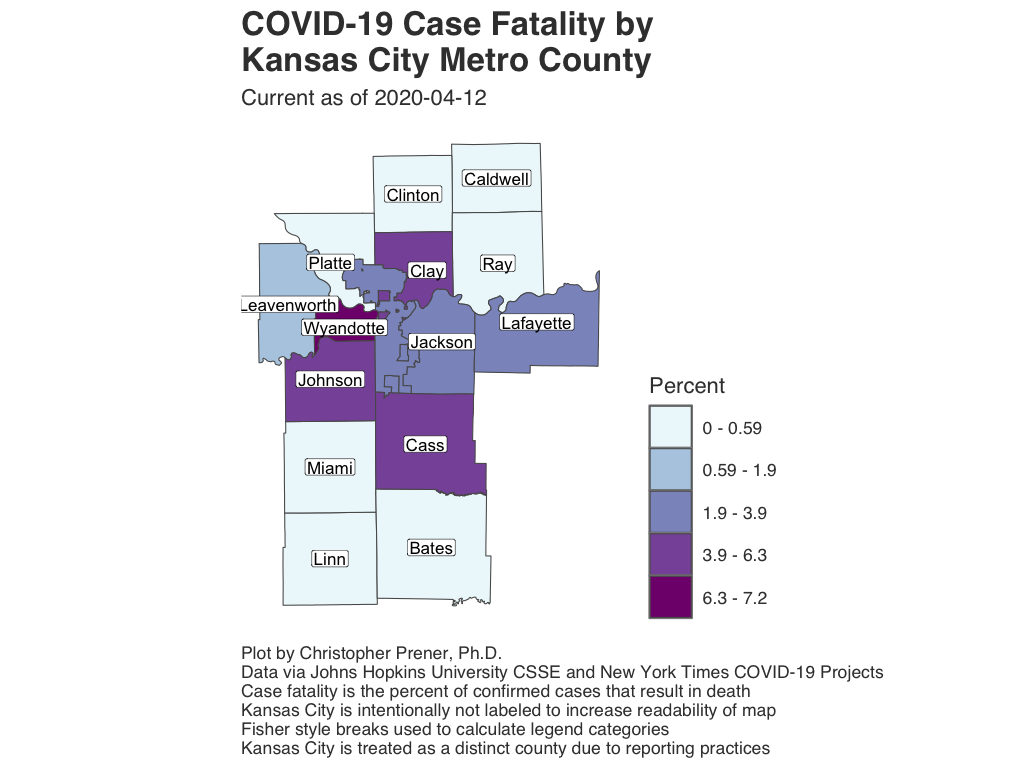 COVID-19 Case Fatality by
Kansas City Metro County
Current as of 2020-04-12
Caldwell
Clinton
Platte
Clay
Ray
Leavenworth
Wyandotte
Lafayette
Jackson
Johnson
Cass
Miami
Bates
Linn
Percent
0 - 0.59
0.59 - 1.9
1.9 - 3.9
3.9 - 6.3
6.3 - 7.2
Plot by Christopher Prener, Ph.D.
Data via Johns Hopkins University CSSE and New York Times COVID-19 Projects
Case fatality is the percent of confirmed cases that result in death
Kansas City is intentionally not labeled to increase readability of map
Fisher style breaks used to calculate legend categories
Kansas City is treated as a distinct county due to reporting practices